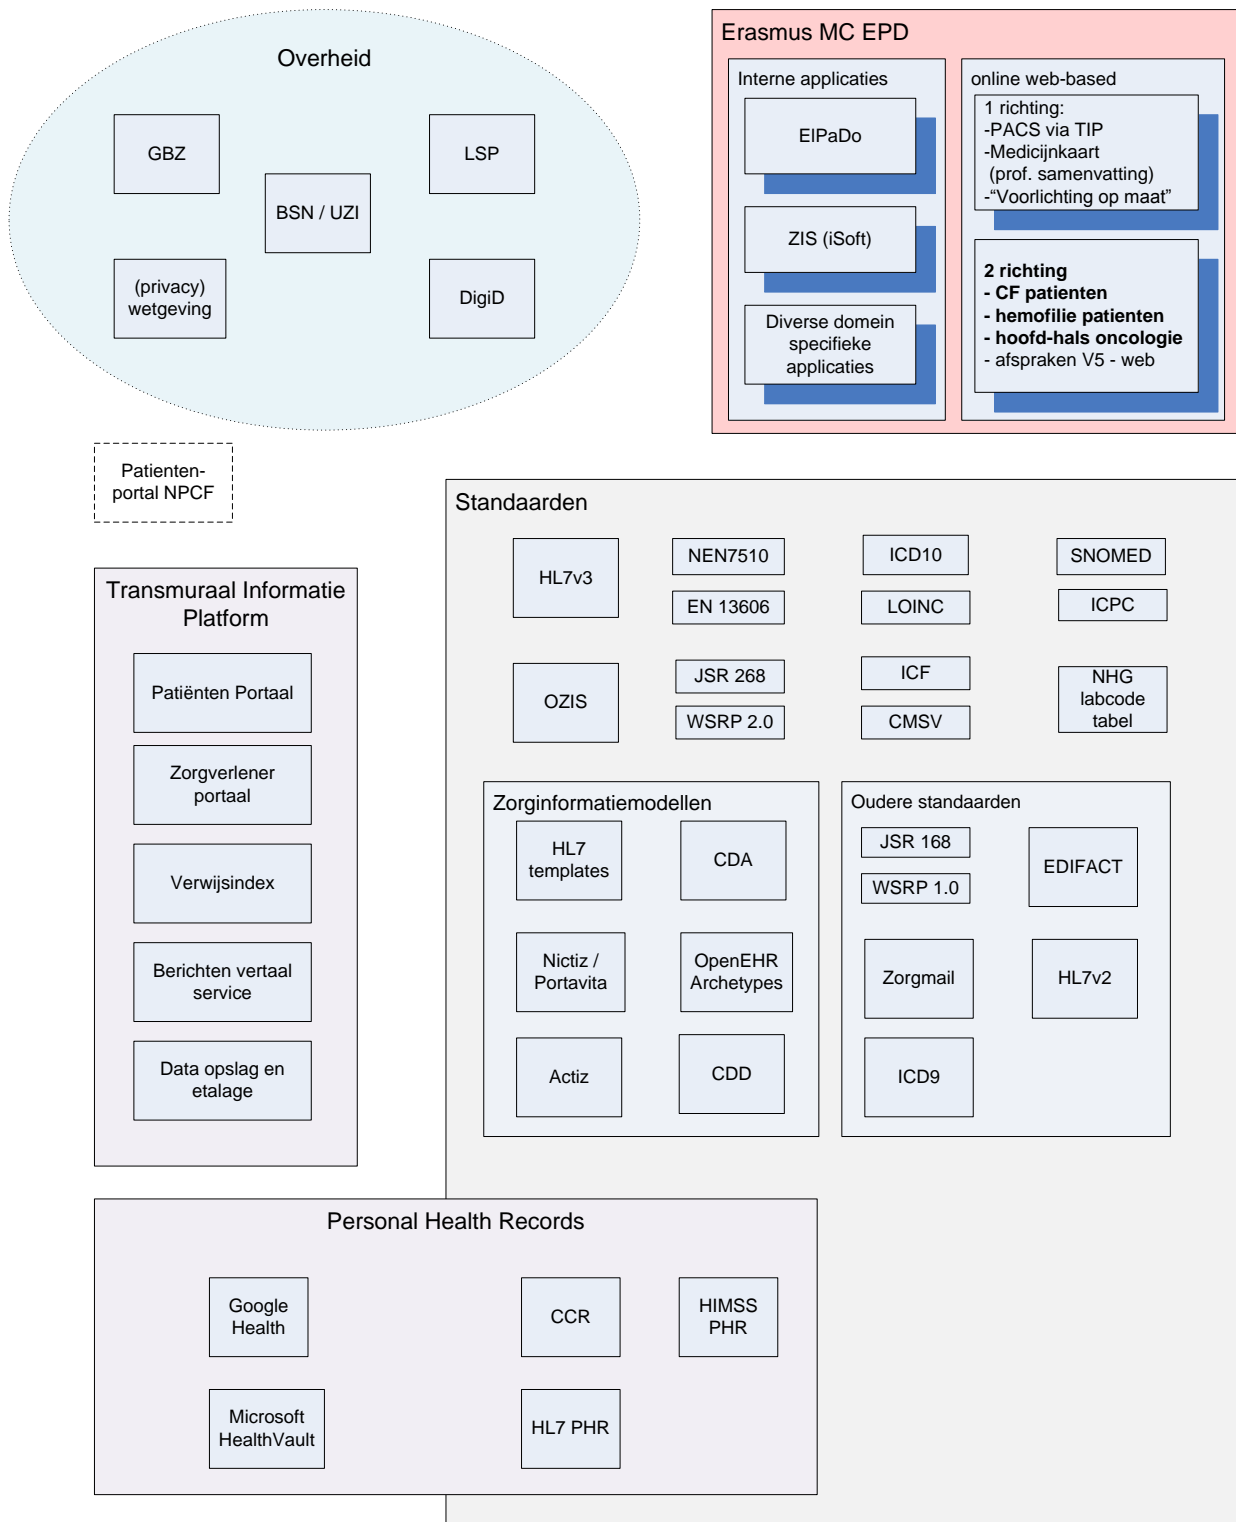 Overheid
GBZ
LSP
BSN / UZI
(privacy)
wetgeving
DigiD
Erasmus MC EPD
Interne applicaties
ElPaDo
ZIS (iSoft)
Diverse domein
specifieke
applicaties
online web-based
1 richting:
-PACS via TIP
-Medicijnkaart
(prof. samenvatting)
-“Voorlichting op maat”
2 richting
- CF patienten
- hemofilie patienten
- hoofd-hals oncologie
- afspraken V5 - web
Patienten-
portal NPCF
Transmuraal Informatie
Platform
Patiënten Portaal
Zorgverlener
portaal
Verwijsindex
Berichten vertaal
service
Data opslag en
etalage
Standaarden
HL7v3
NEN7510
ICD10
SNOMED
EN 13606
LOINC
ICPC
OZIS
JSR 268
ICF
NHG
labcode
tabel
WSRP 2.0
CMSV
Zorginformatiemodellen
HL7
templates
CDA
Nictiz /
Portavita
OpenEHR
Archetypes
Actiz
CDD
Oudere standaarden
JSR 168
EDIFACT
WSRP 1.0
Zorgmail
HL7v2
ICD9
Personal Health Records
Google
Health
CCR
HIMSS
PHR
Microsoft
HealthVault
HL7 PHR